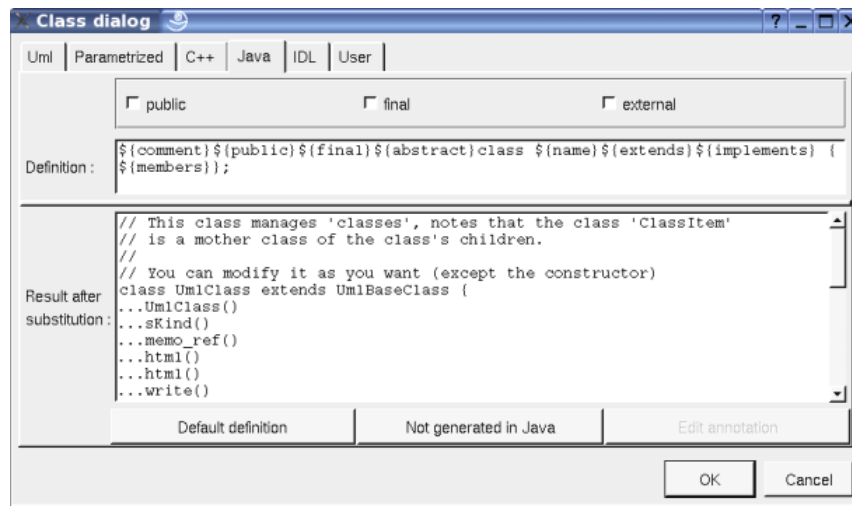 Class dialog
Uml Parametrized C++ Java IDL User
public final external
Definition :
${comment}${public}${final}${abstract}class ${name}${extends}${implements} {
${members}};
Result after
substitution :
// This class manages 'classes', notes that the class 'ClassItem'
// is a mother class of the class's children.
//
// You can modify it as you want (except the constructor)
class UmlClass extends UmlBaseClass {
...UmlClass()
...sKind()
...memo_ref()
...html()
...html()
...write()
Default definition Not generated in Java Edit annotation
OK Cancel